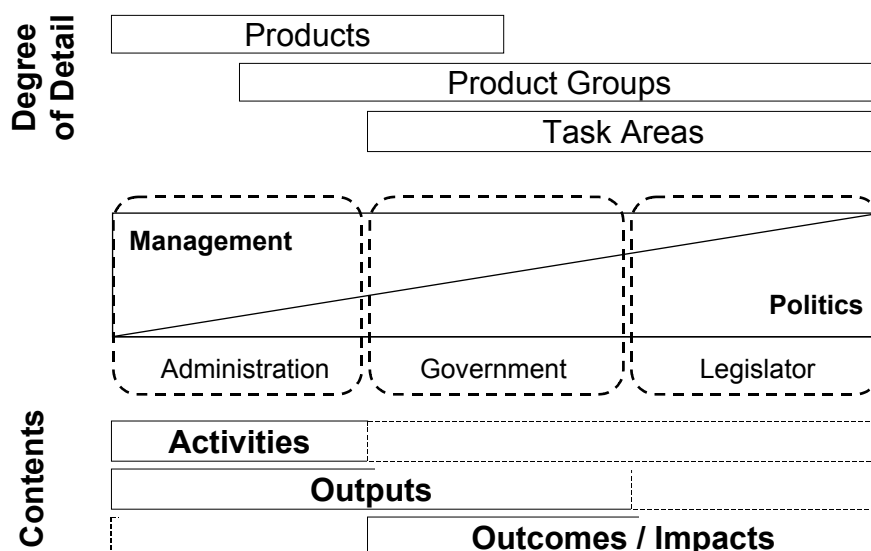 Degree
of Detail
Products
Product Groups
Task Areas
Management
Politics
Administration
Government
Legislator
Contents
Activities
Outputs
Outcomes / Impacts